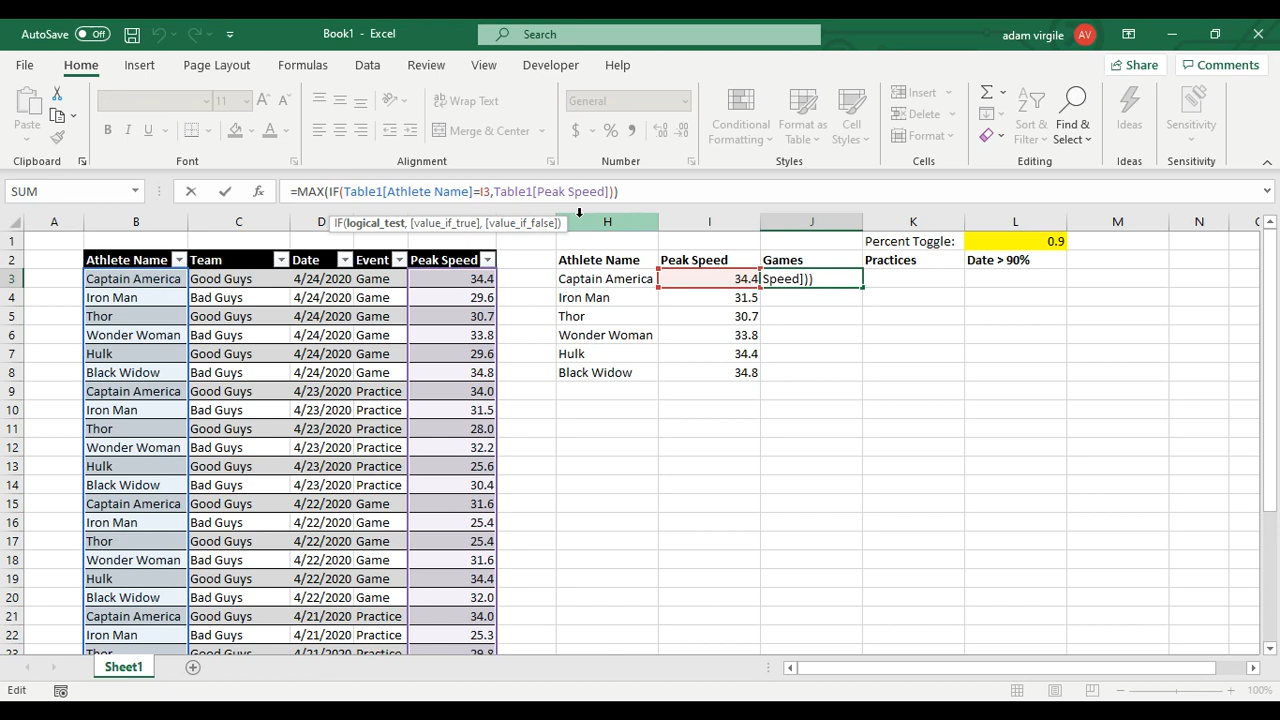 AutoSave Off Book1 - Excel Search adam virgile AV
File Home Insert Page Layout Formulas Data Review View Developer Help Share Comments
Paste 11 Wrap Text General Conditional Formatting Format as Table Cell Styles Insert Sort & Filter Find & Select Ideas Sensitivity
B I U Merge & Center $ % Delete Format
Clipboard Font Alignment Number Styles Cells Editing Ideas Sensitivity
SUM fx =MAX(IF(Table1[Athlete Name]=I3,Table1[Peak Speed]))
IF(logical_test, [value_if_true], [value_if_false])
A B C D H I J K L M N
1 Percent Toggle: 0.9
2 Athlete Name Team Date Event Peak Speed Athlete Name Peak Speed Games Practices Date > 90%
3 Captain America Good Guys 4/24/2020 Game 34.4 Captain America 34.4 Speed]))
4 Iron Man Bad Guys 4/24/2020 Game 29.6 Iron Man 31.5
5 Thor Good Guys 4/24/2020 Game 30.7 Thor 30.7
6 Wonder Woman Bad Guys 4/24/2020 Game 33.8 Wonder Woman 33.8
7 Hulk Good Guys 4/24/2020 Game 29.6 Hulk 34.4
8 Black Widow Bad Guys 4/24/2020 Game 34.8 Black Widow 34.8
9 Captain America Good Guys 4/23/2020 Practice 34.0
10 Iron Man Bad Guys 4/23/2020 Practice 31.5
11 Thor Good Guys 4/23/2020 Practice 28.0
12 Wonder Woman Bad Guys 4/23/2020 Practice 32.2
13 Hulk Good Guys 4/23/2020 Practice 25.6
14 Black Widow Bad Guys 4/23/2020 Practice 30.4
15 Captain America Good Guys 4/22/2020 Game 31.6
16 Iron Man Bad Guys 4/22/2020 Game 25.4
17 Thor Good Guys 4/22/2020 Game 25.4
18 Wonder Woman Bad Guys 4/22/2020 Game 31.6
19 Hulk Good Guys 4/22/2020 Game 34.4
20 Black Widow Bad Guys 4/22/2020 Game 32.0
21 Captain America Good Guys 4/21/2020 Practice 34.0
22 Iron Man Bad Guys 4/21/2020 Practice 25.3
23 Thor Good Guys 4/21/2020 Practice 29.8
Sheet1
Edit 100%